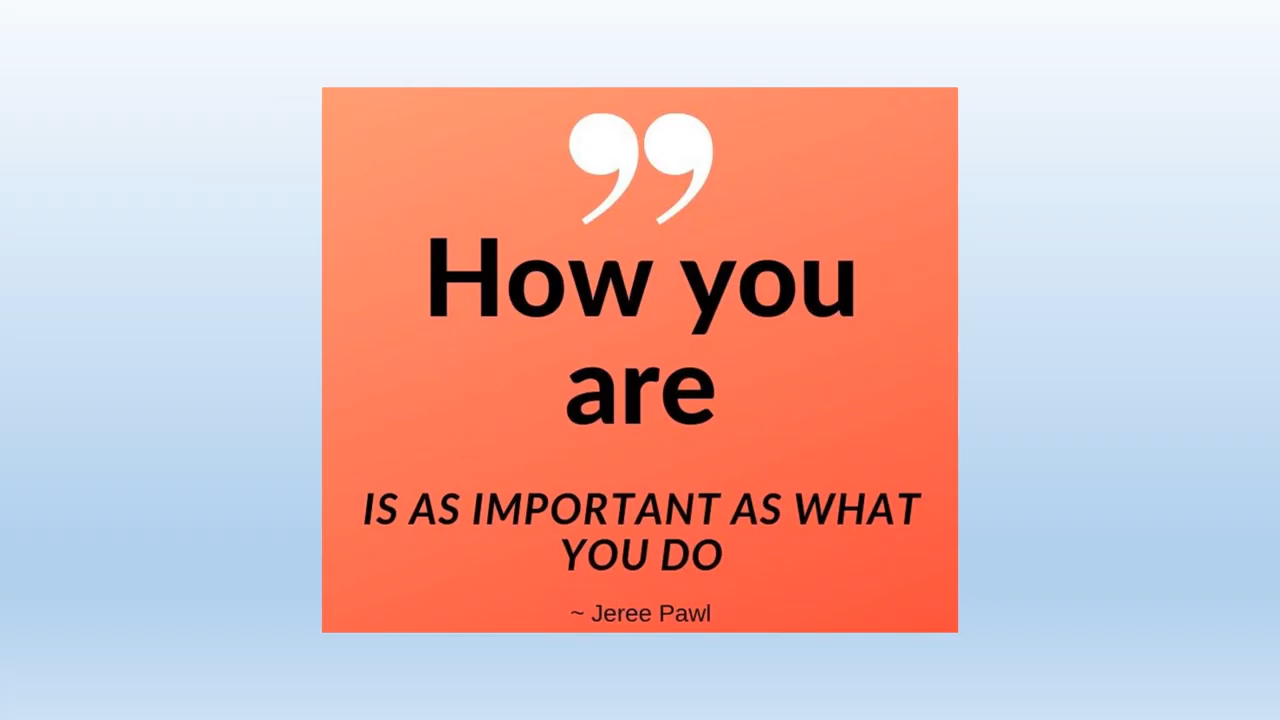 ”
How you
are
IS AS IMPORTANT AS WHAT
YOU DO
~ Jeree Pawl